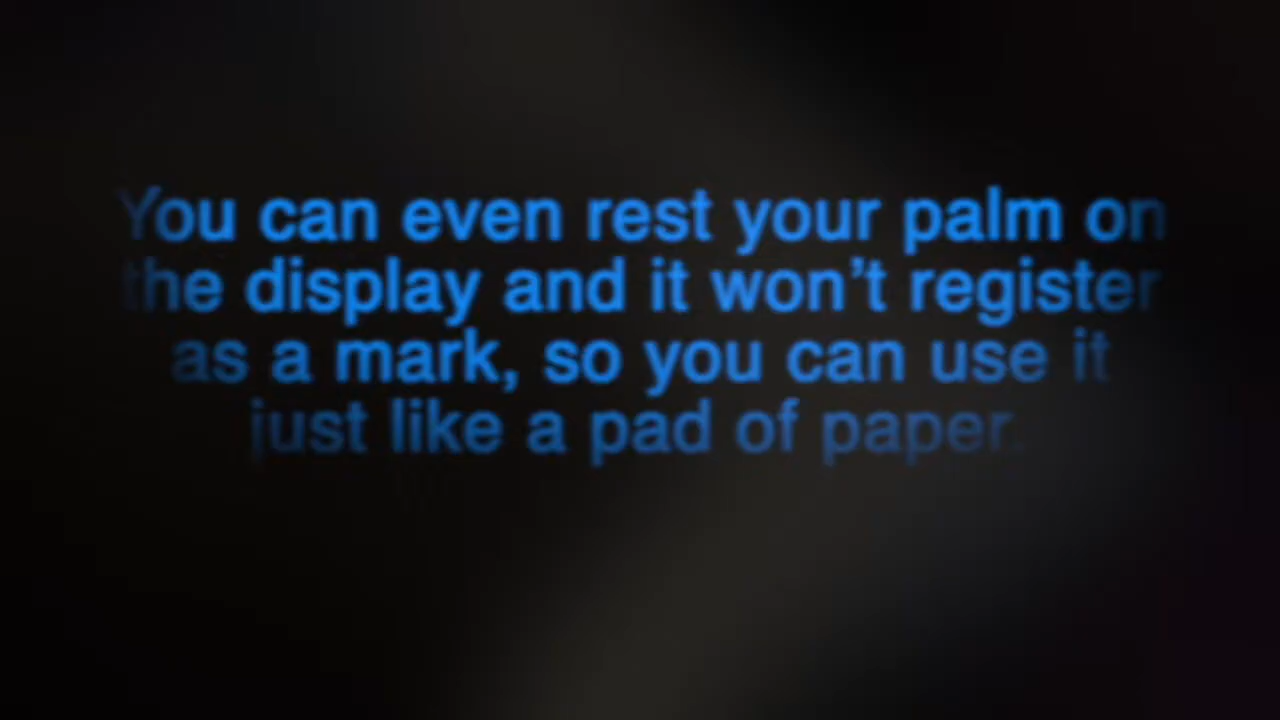 You can even rest your palm on
the display and it won’t register
as a mark, so you can use it
just like a pad of paper.